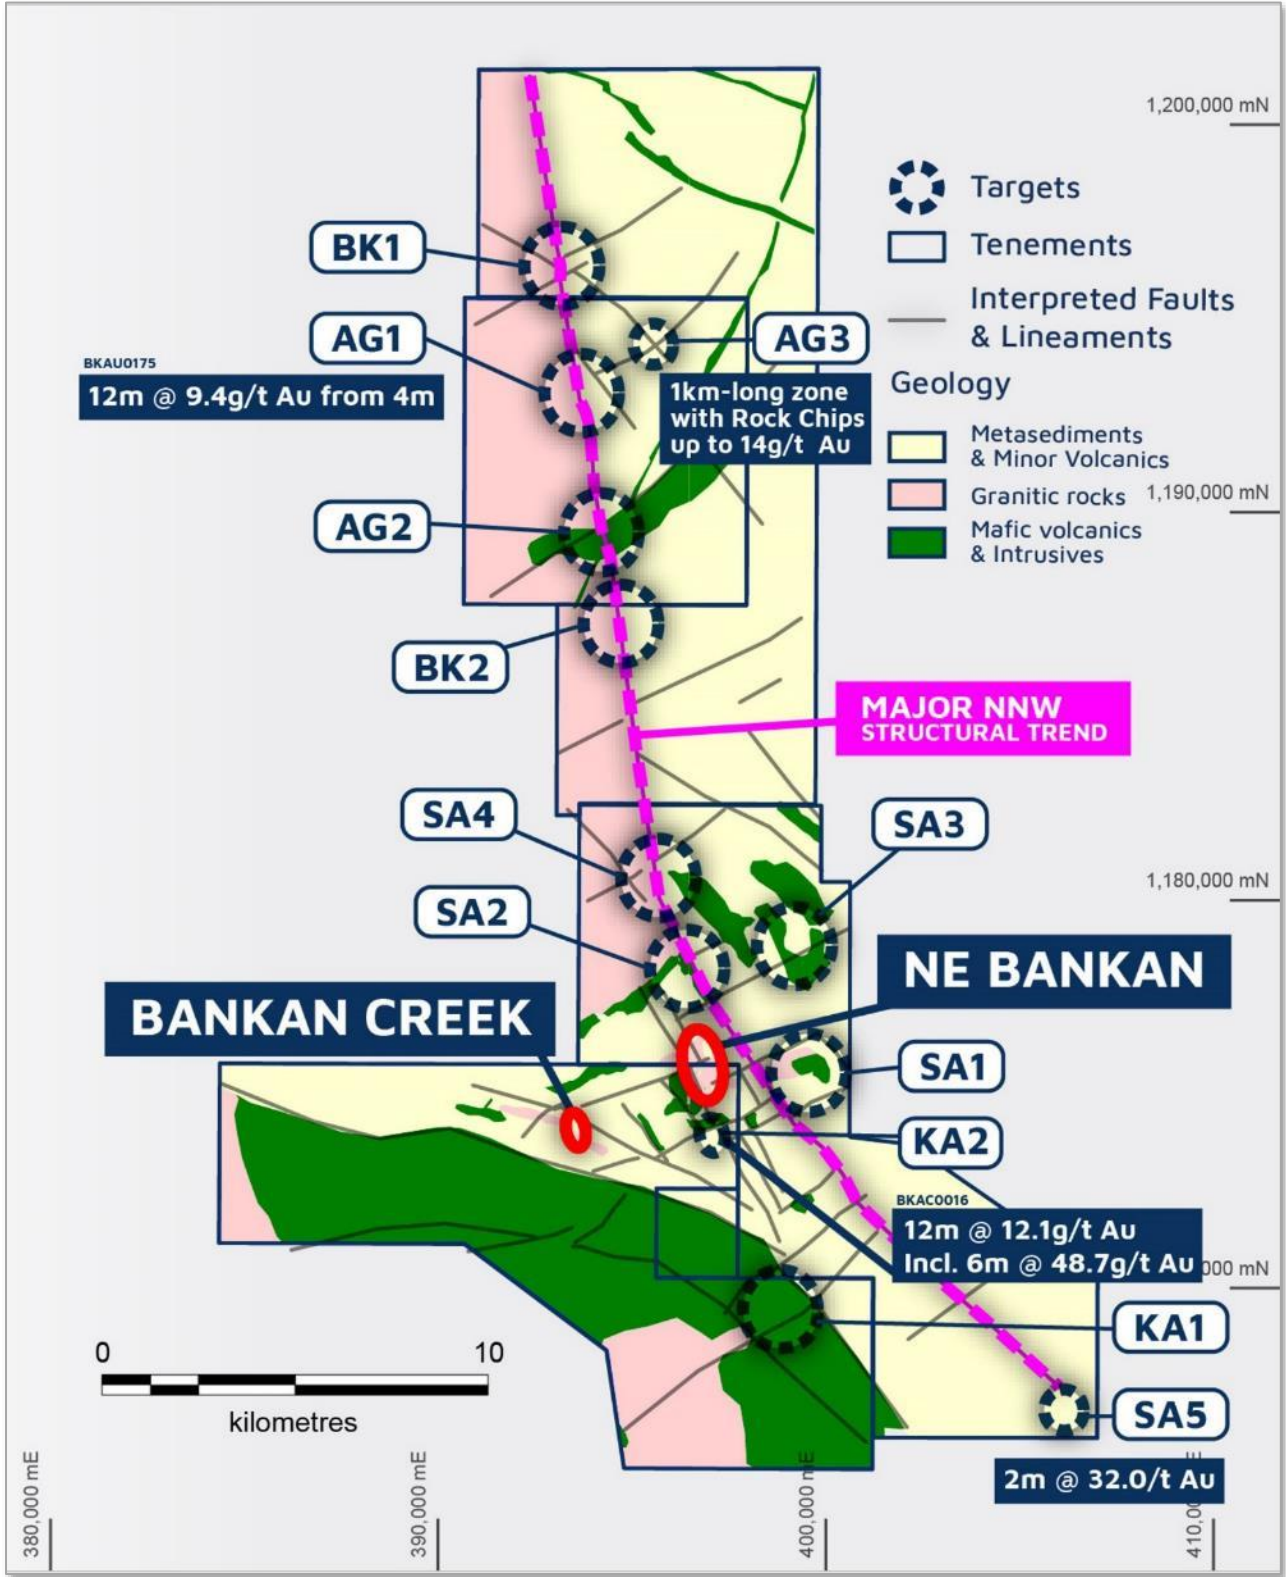 1,200,000 mN
Targets
Tenements
Interpreted Faults
& Lineaments
Geology
Metasediments
& Minor Volcanics
Granitic rocks
Mafic volcanics
& Intrusives
1,190,000 mN
BK1
AG1
AG3
BKAU0175
12m @ 9.4g/t Au from 4m
1km-long zone
with Rock Chips
up to 14g/t Au
AG2
BK2
MAJOR NNW
STRUCTURAL TREND
SA4
SA3
1,180,000 mN
SA2
NE BANKAN
BANKAN CREEK
SA1
KA2
BKAC0016
12m @ 12.1g/t Au
Incl. 6m @ 48.7g/t Au
000 mN
KA1
SA5
2m @ 32.0/t Au
0 10
kilometres
380,000 mE
390,000 mE
400,000 mE
410,0 E